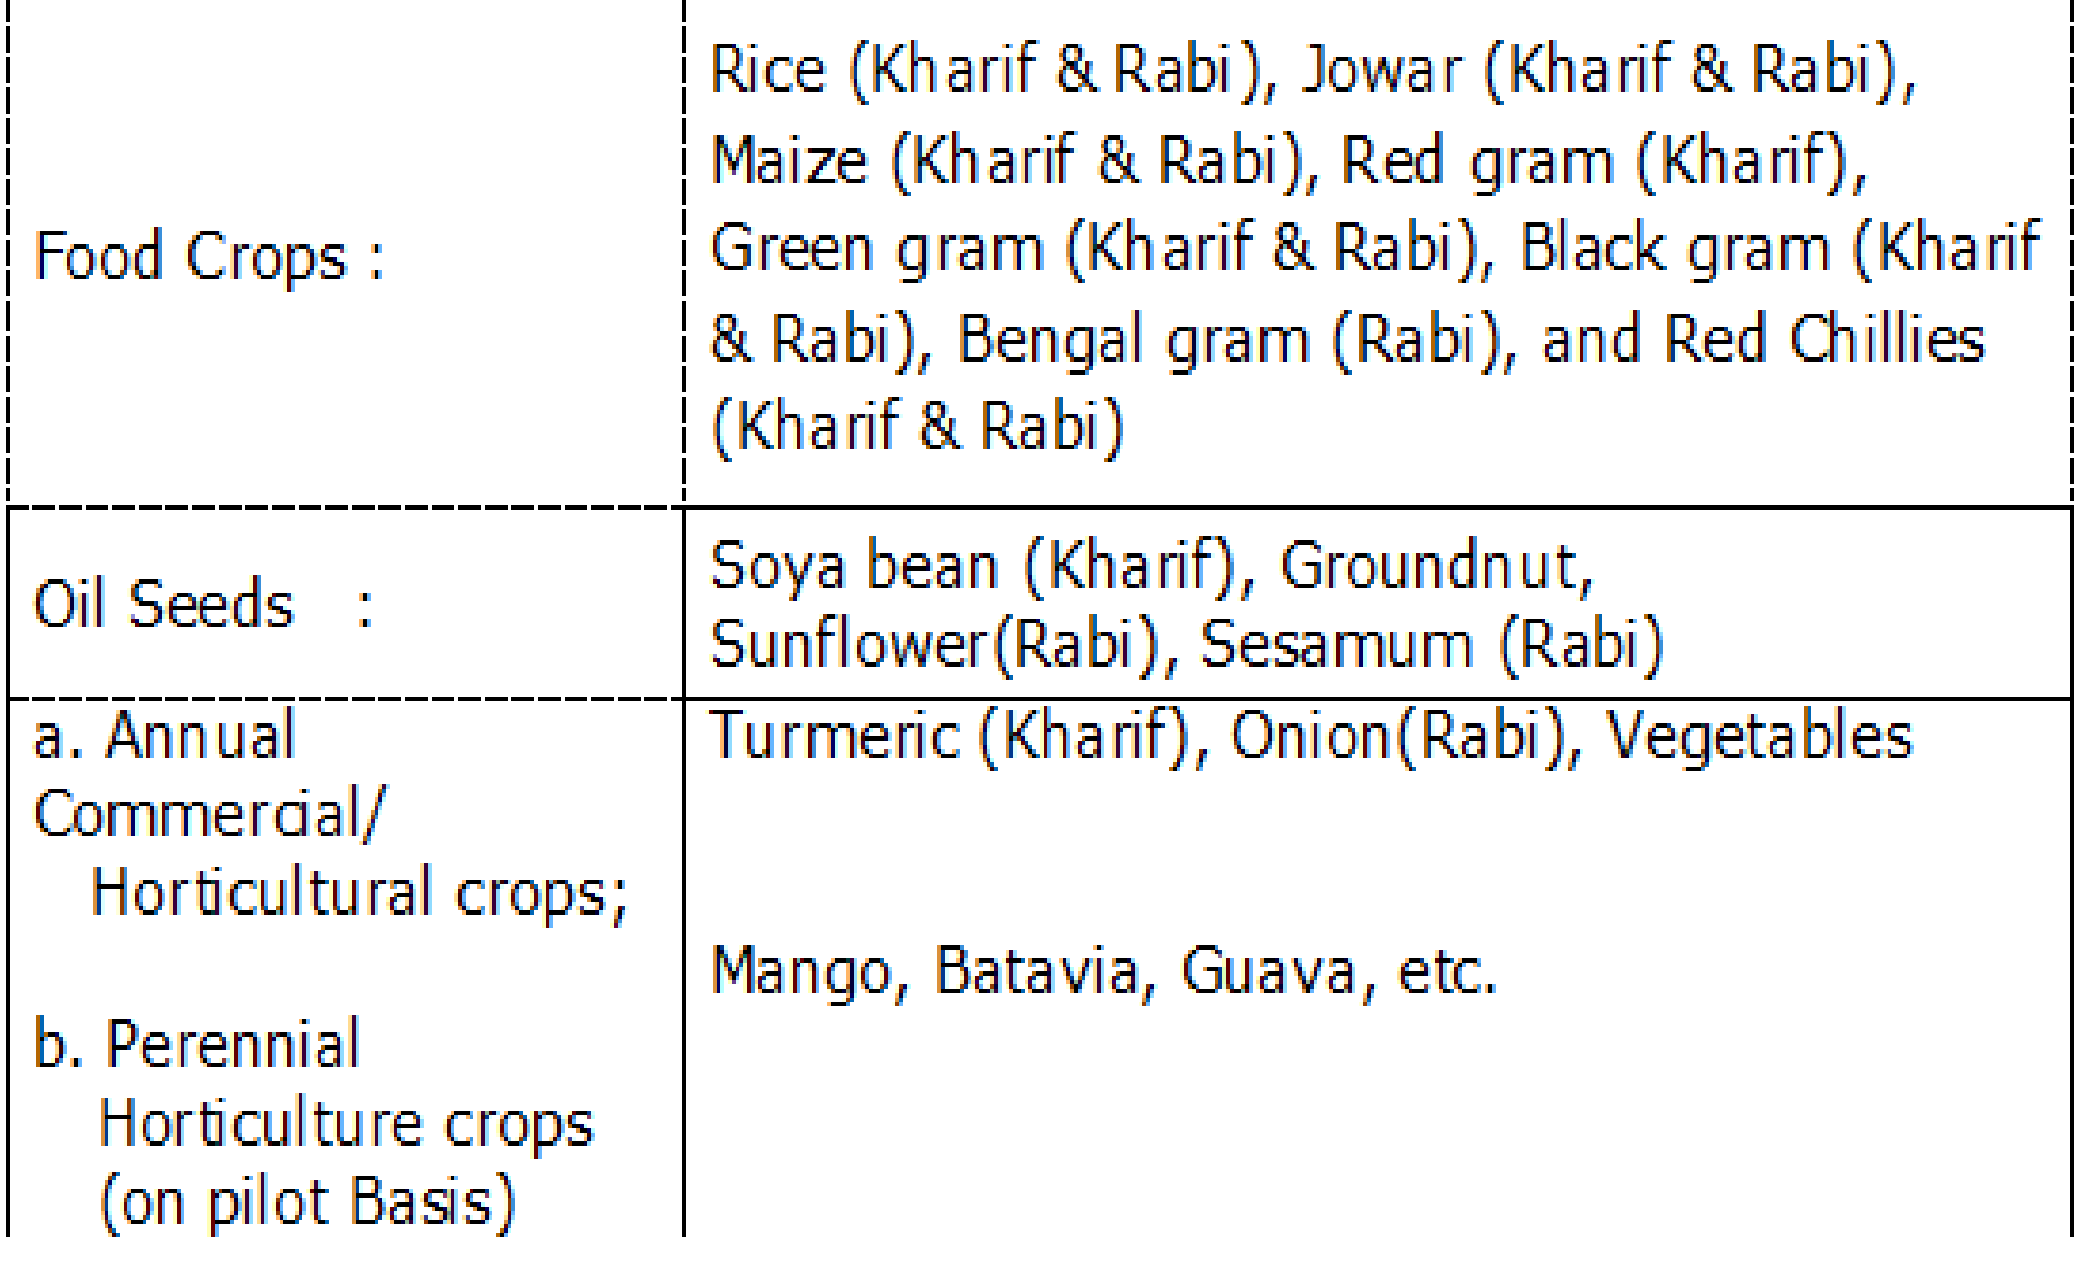 Food Crops :
Rice (Kharif & Rabi), Jowar (Kharif & Rabi),
Maize (Kharif & Rabi), Red gram (Kharif),
Green gram (Kharif & Rabi), Black gram (Kharif
& Rabi), Bengal gram (Rabi), and Red Chillies
(Kharif & Rabi)
Oil Seeds :
Soya bean (Kharif), Groundnut,
Sunflower(Rabi), Sesamum (Rabi)
a. Annual
Commercial/
Horticultural crops;
Turmeric (Kharif), Onion(Rabi), Vegetables
b. Perennial
Horticulture crops
(on pilot Basis)
Mango, Batavia, Guava, etc.